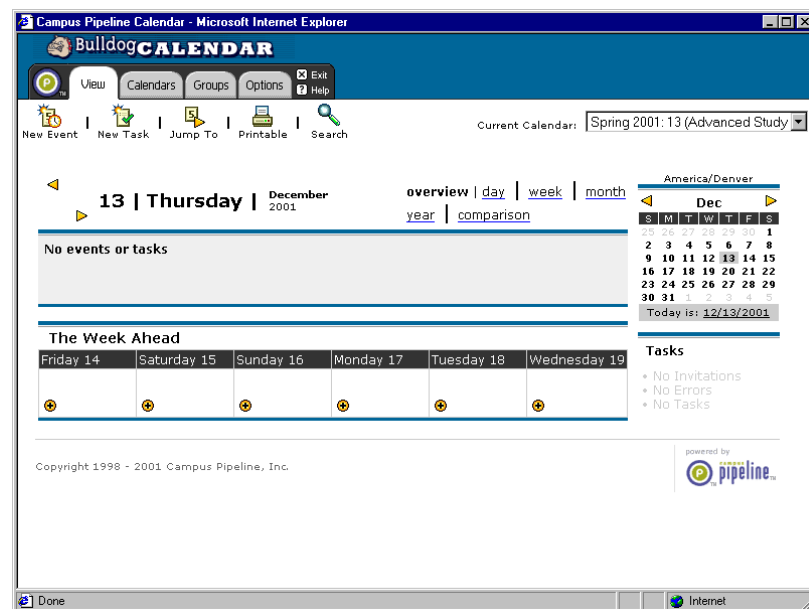 Campus Pipeline Calendar - Microsoft Internet Explorer
BulldogCALENDAR
View Calendars Groups Options Exit
Help
New Event | New Task | Jump To | Printable | Search
Current Calendar: Spring 2001: 13 (Advanced Study
13 | Thursday | December
2001
overview | day | week | month
year | comparison
No events or tasks
The Week Ahead
Friday 14 Saturday 15 Sunday 16 Monday 17 Tuesday 18 Wednesday 19
America/Denver
Dec
S M T W T F S
25 26 27 28 29 30 1
2 3 4 5 6 7 8
9 10 11 12 13 14 15
16 17 18 19 20 21 22
23 24 25 26 27 28 29
30 31 1 2 3 4 5
Today is: 12/13/2001
Tasks
• No Invitations
• No Errors
• No Tasks
Copyright 1998 - 2001 Campus Pipeline, Inc.
powered by
campus
pipeline™
Done
Internet